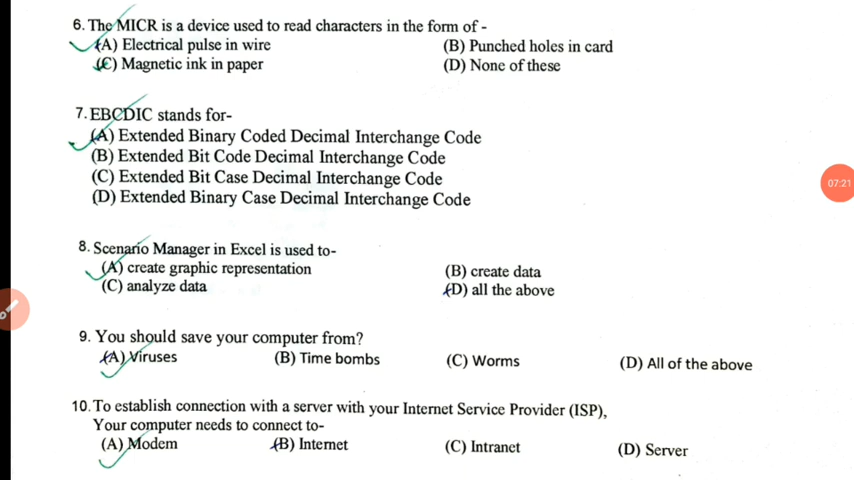 6. The MICR is a device used to read characters in the form of -
(A) Electrical pulse in wire (B) Punched holes in card
(C) Magnetic ink in paper (D) None of these
7. EBCDIC stands for-
(A) Extended Binary Coded Decimal Interchange Code
(B) Extended Bit Code Decimal Interchange Code
(C) Extended Bit Case Decimal Interchange Code
(D) Extended Binary Case Decimal Interchange Code
07:21
8. Scenario Manager in Excel is used to-
(A) create graphic representation (B) create data
(C) analyze data (D) all the above
9. You should save your computer from?
(A) Viruses (B) Time bombs (C) Worms (D) All of the above
10. To establish connection with a server with your Internet Service Provider (ISP),
Your computer needs to connect to-
(A) Modem (B) Internet (C) Intranet (D) Server